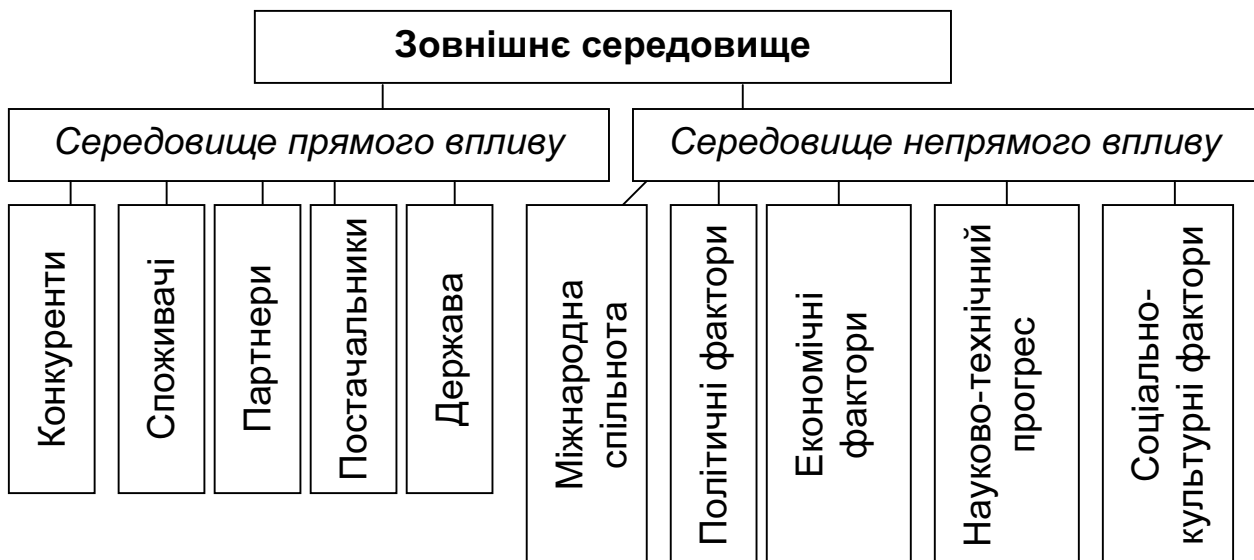 Зовнішнє середовище
Середовище прямого впливу
Середовище непрямого впливу
Конкуренти
Споживачі
Партнери
Постачальники
Держава
Міжнародна
спільнота
Політичні фактори
Економічні
фактори
Науково-технічний
прогрес
Соціально-
культурні фактори